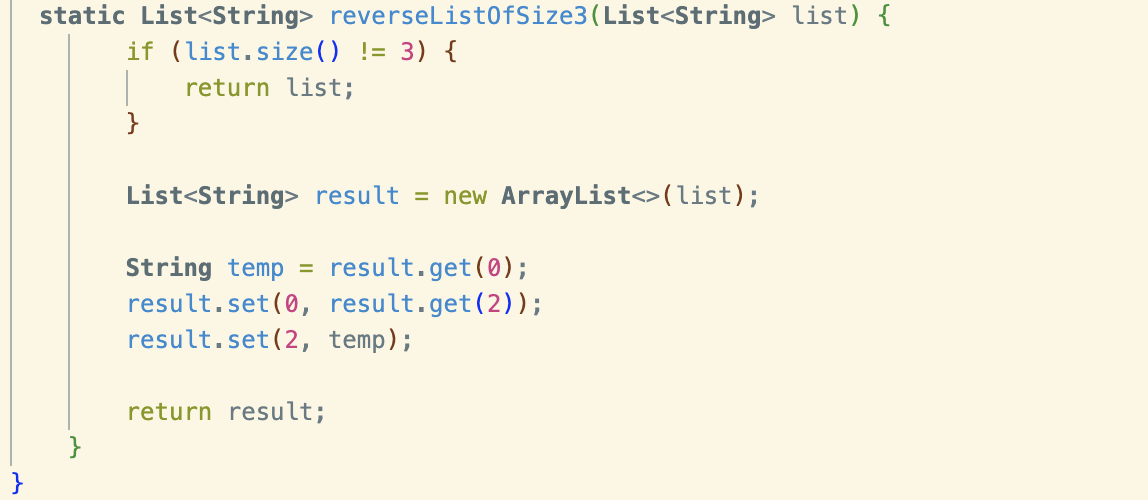 static List<String> reverseListOfSize3(List<String> list) {
if (list.size() != 3) {
return list;
}
List<String> result = new ArrayList<>(list);
String temp = result.get(0);
result.set(0, result.get(2));
result.set(2, temp);
return result;
}
}